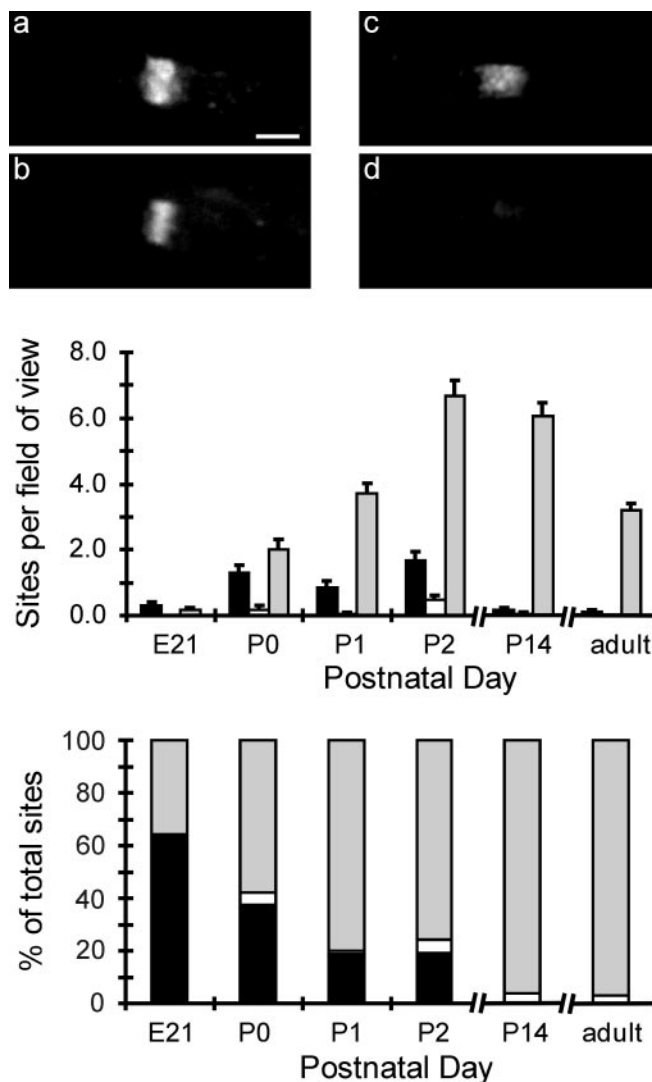 a
c
b
d
8.0
6.0
4.0
2.0
0.0
Sites per field of view
E21 P0 P1 P2 P14 adult
Postnatal Day
100
80
60
40
20
0
% of total sites
E21 P0 P1 P2 P14 adult
Postnatal Day